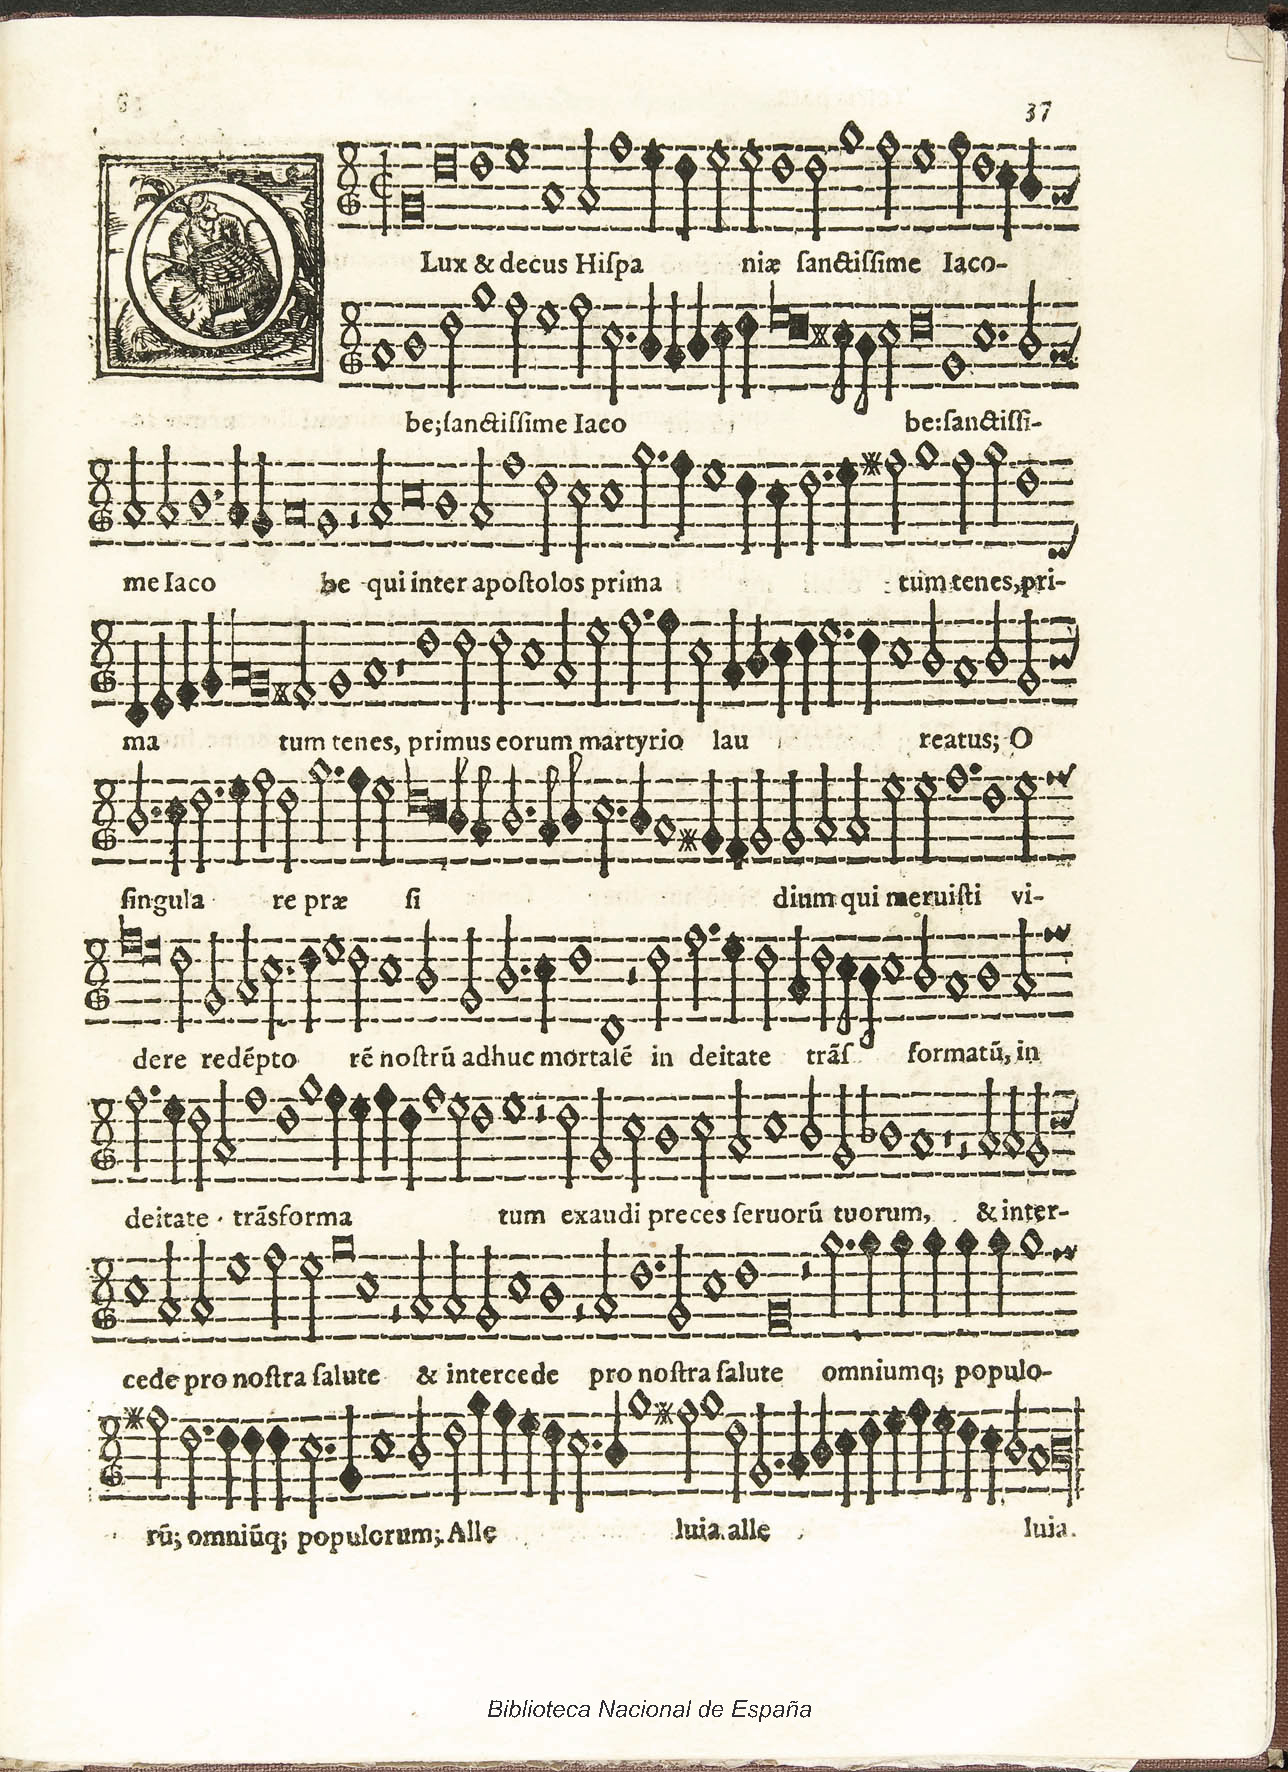 37
O
Lux & decus Hiſpa niæ ſanctiſſime Iaco-
be; ſanctiſſime Iaco be: ſanctiſſi-
me Iaco be qui inter apoſtolos prima tum tenes, pri-
ma tum tenes, primus eorum martyrio lau reatus; O
ſingula re præ ſi dium qui meruiſti vi-
dere redẽpto rẽ noſtrũ adhuc mortalẽ in deitate trãſ formatũ, in
deitate trãsforma tum exaudi preces ſeruorũ tuorum, & inter-
cede pro noſtra ſalute & intercede pro noſtra ſalute omniumq; populo-
rũ; omniũq; populorum; Alle luia alle luia.
Biblioteca Nacional de España